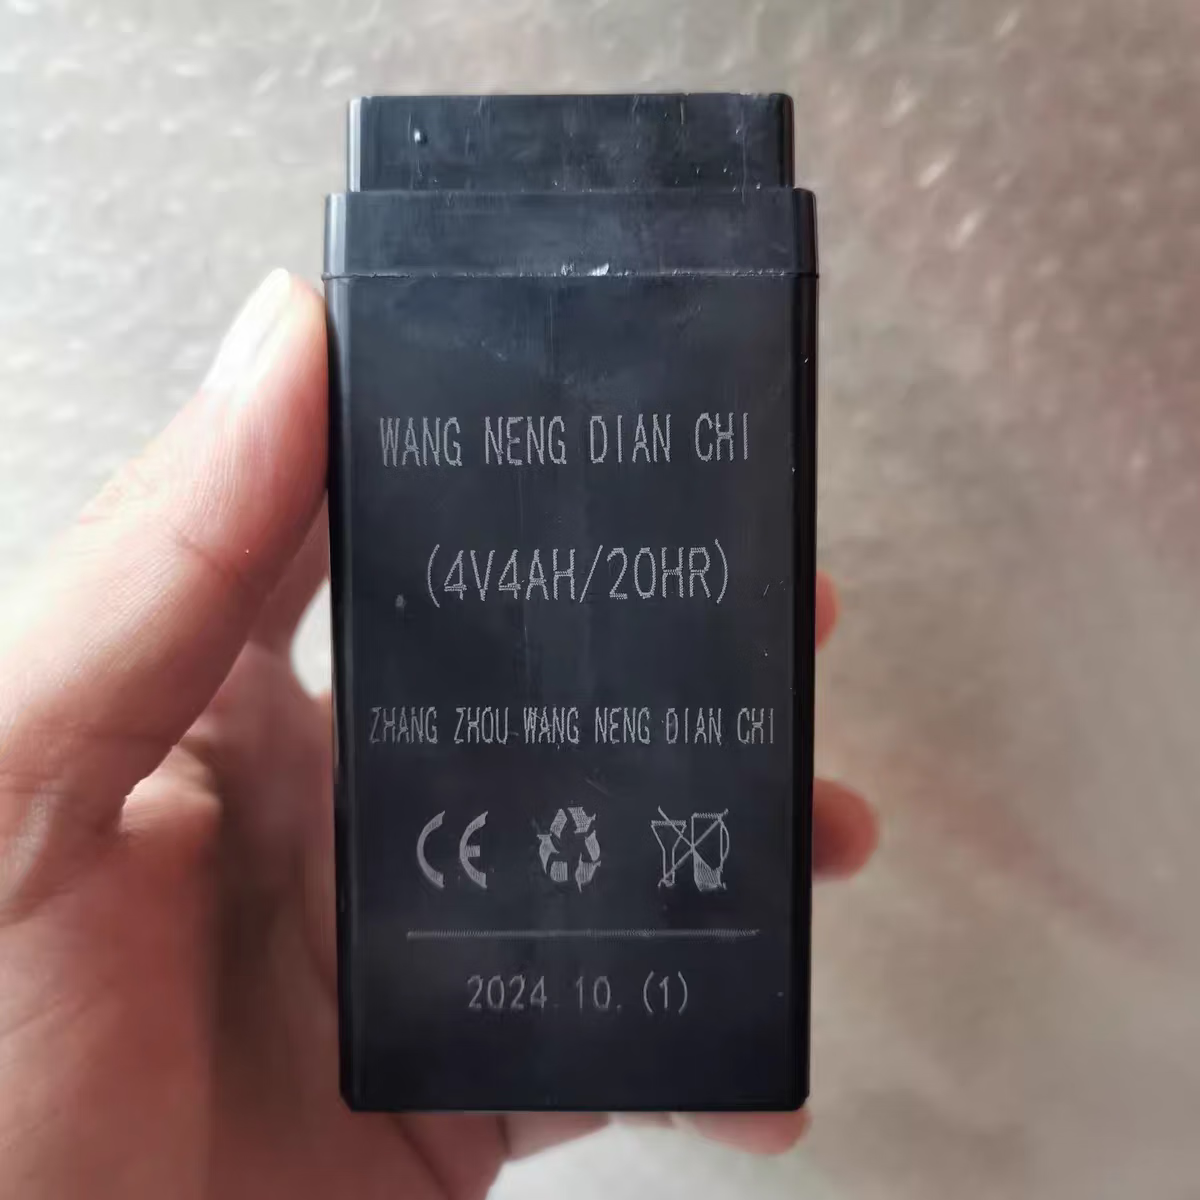 WANG NENG DIAN CHI
(4V4AH/20HR)
ZHANG ZHOU WANG NENG DIAN CHI
CE
2024.10.(1)